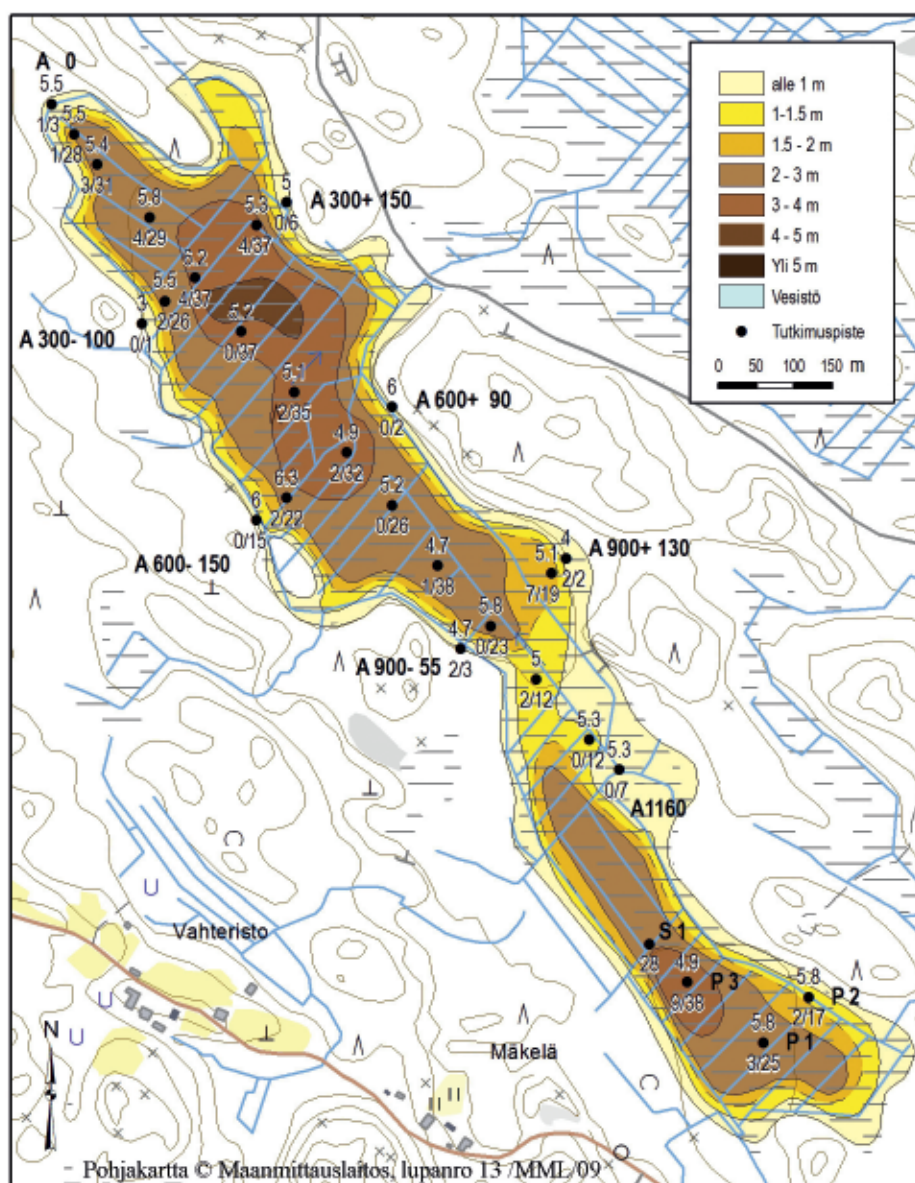 A 0
5.5
1/3
5.5
1/28
5.4
3/31
5.8
4/29
5
A 300+ 150
0/6
5.3
4/37
5.2
4/37
5.5
2/26
3
0/1
A 300- 100
5.2
0/37
5.1
2/35
6
A 600+ 90
0/2
4.9
2/32
6.3
2/22
6
0/15
A 600- 150
5.2
0/26
4.7
1/38
4
A 900+ 130
5.1
2/2
7/19
5.8
0/23
4.7
A 900- 55
2/3
5
2/12
5.3
0/12
5.3
0/7
A1160
S 1
28
4.9
P 3
9/38
5.8
P 2
2/17
5.8
P 1
3/25
Vahteristo
Mäkelä
N
alle 1 m
1-1.5 m
1.5 - 2 m
2 - 3 m
3 - 4 m
4 - 5 m
Yli 5 m
Vesistö
Tutkimuspiste
0 50 100 150 m
Pohjakartta © Maanmittauslaitos, lupanro 13 /MML/09